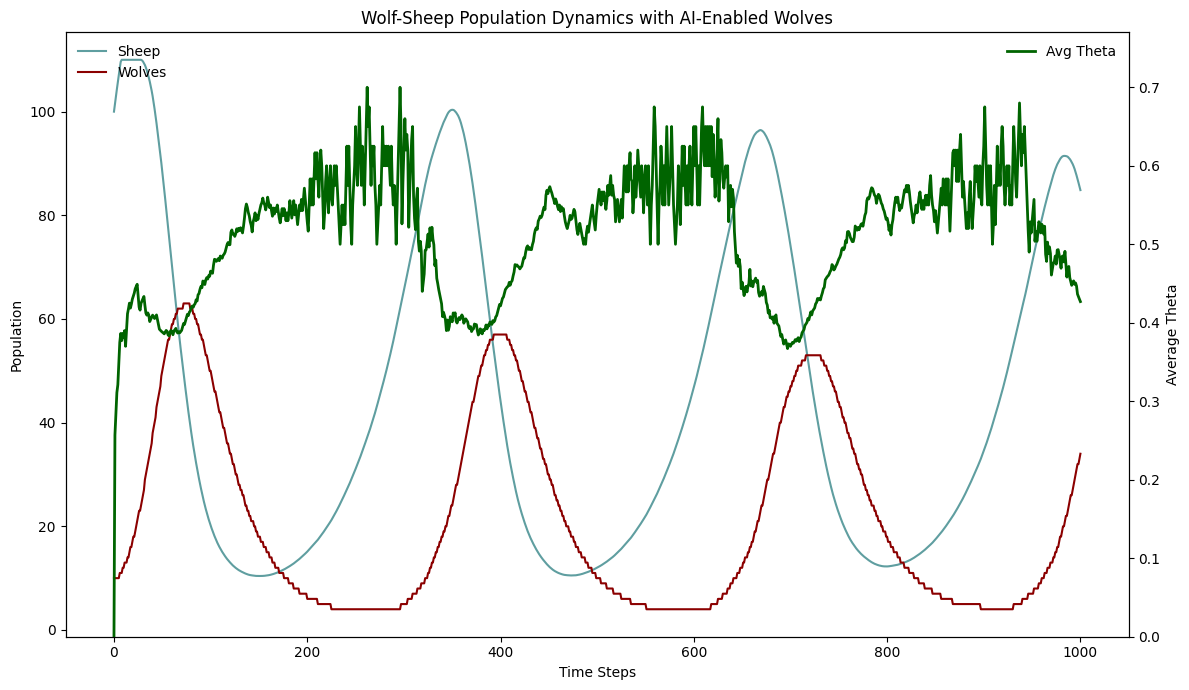 Wolf-Sheep Population Dynamics with AI-Enabled Wolves
Sheep
Wolves
Avg Theta
Population
100
80
60
40
20
0
0.7
0.6
0.5
0.4
0.3
0.2
0.1
0.0
Average Theta
0 200 400 600 800 1000
Time Steps